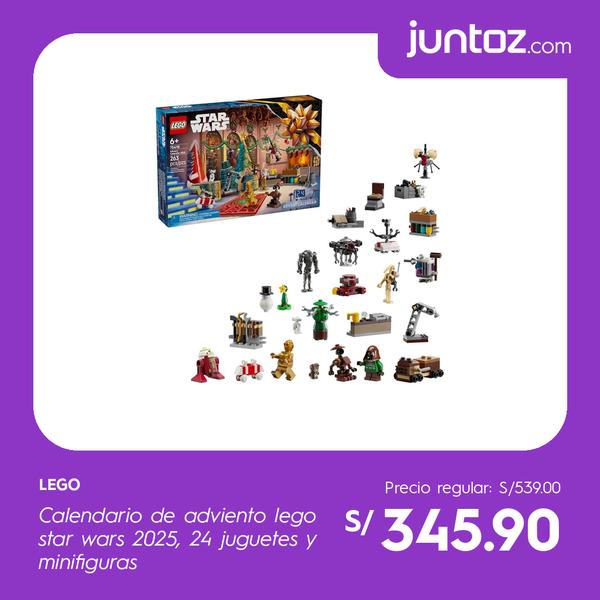 juntoz.com
LEGO
STAR
WARS
6+
263
LEGO
Precio regular: S/539.00
Calendario de adviento lego
star wars 2025, 24 juguetes y
minifiguras
S/ 345.90